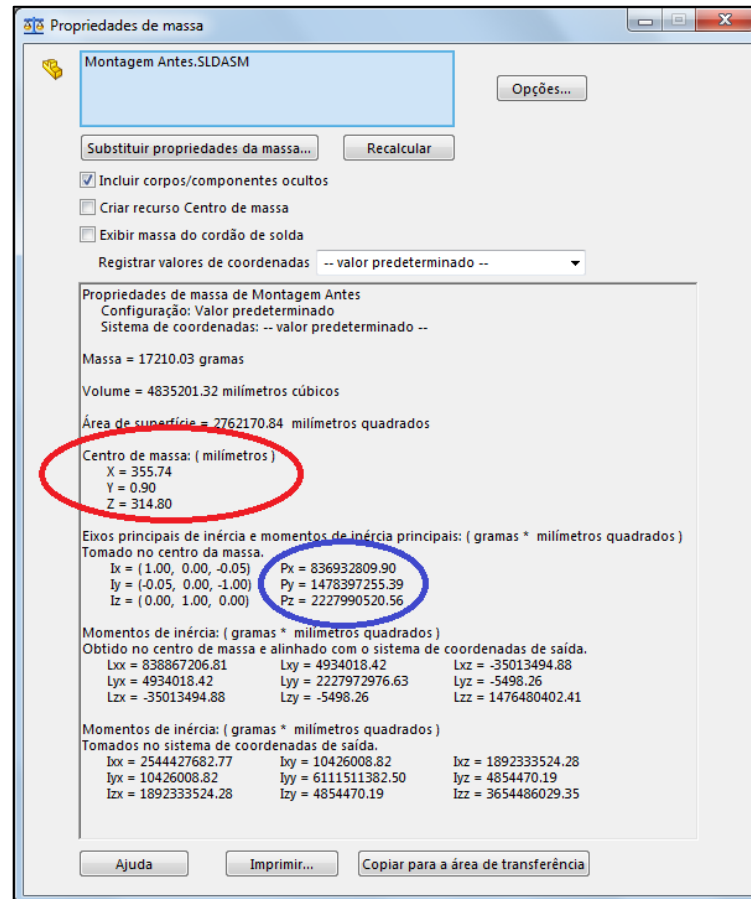 Propriedades de massa
Montagem Antes.SLDASM
Opções...
Substituir propriedades da massa... Recalcular
Incluir corpos/componentes ocultos
Criar recurso Centro de massa
Exibir massa do cordão de solda
Registrar valores de coordenadas -- valor predeterminado --
Propriedades de massa de Montagem Antes
Configuração: Valor predeterminado
Sistema de coordenadas: -- valor predeterminado --
Massa = 17210.03 gramas
Volume = 4835201.32 milímetros cúbicos
Área de superfície = 2762170.84 milímetros quadrados
Centro de massa: ( milímetros )
X = 355.74
Y = 0.90
Z = 314.80
Eixos principais de inércia e momentos de inércia principais: ( gramas * milímetros quadrados )
Tomado no centro da massa.
Ix = ( 1.00, 0.00, -0.05) Px = 836932809.90
Iy = (-0.05, 0.00, -1.00) Py = 1478397255.39
Iz = ( 0.00, 1.00, 0.00) Pz = 2227990520.56
Momentos de inércia: ( gramas * milímetros quadrados )
Obtido no centro de massa e alinhado com o sistema de coordenadas de saída.
Lxx = 838867206.81 Lxy = 4934018.42 Lxz = -35013494.88
Lyx = 4934018.42 Lyy = 2227972976.63 Lyz = -5498.26
Lzx = -35013494.88 Lzy = -5498.26 Lzz = 1476480402.41
Momentos de inércia: ( gramas * milímetros quadrados )
Tomados no sistema de coordenadas de saída.
Ixx = 2544427682.77 Ixy = 10426008.82 Ixz = 1892333524.28
Iyx = 10426008.82 Iyy = 6111511382.50 Iyz = 4854470.19
Izx = 1892333524.28 Izy = 4854470.19 Izz = 3654486029.35
Ajuda Imprimir... Copiar para a área de transferência